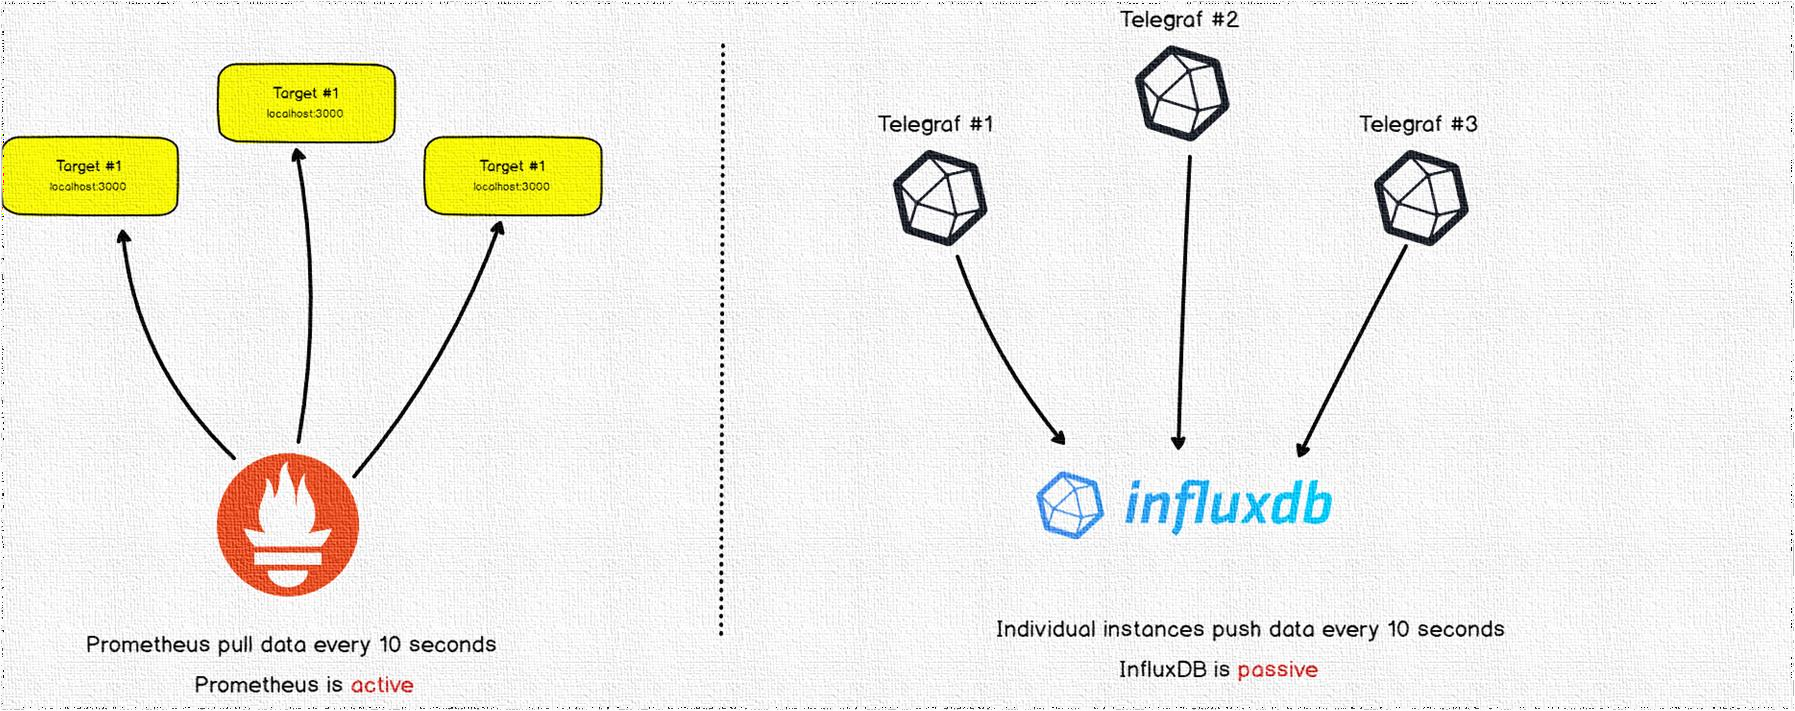 Target #1
localhost:3000
Target #1
localhost:3000
Target #1
localhost:3000
Prometheus pull data every 10 seconds
Prometheus is active
Telegraf #2
Telegraf #1
Telegraf #3
influxdb
Individual instances push data every 10 seconds
InfluxDB is passive